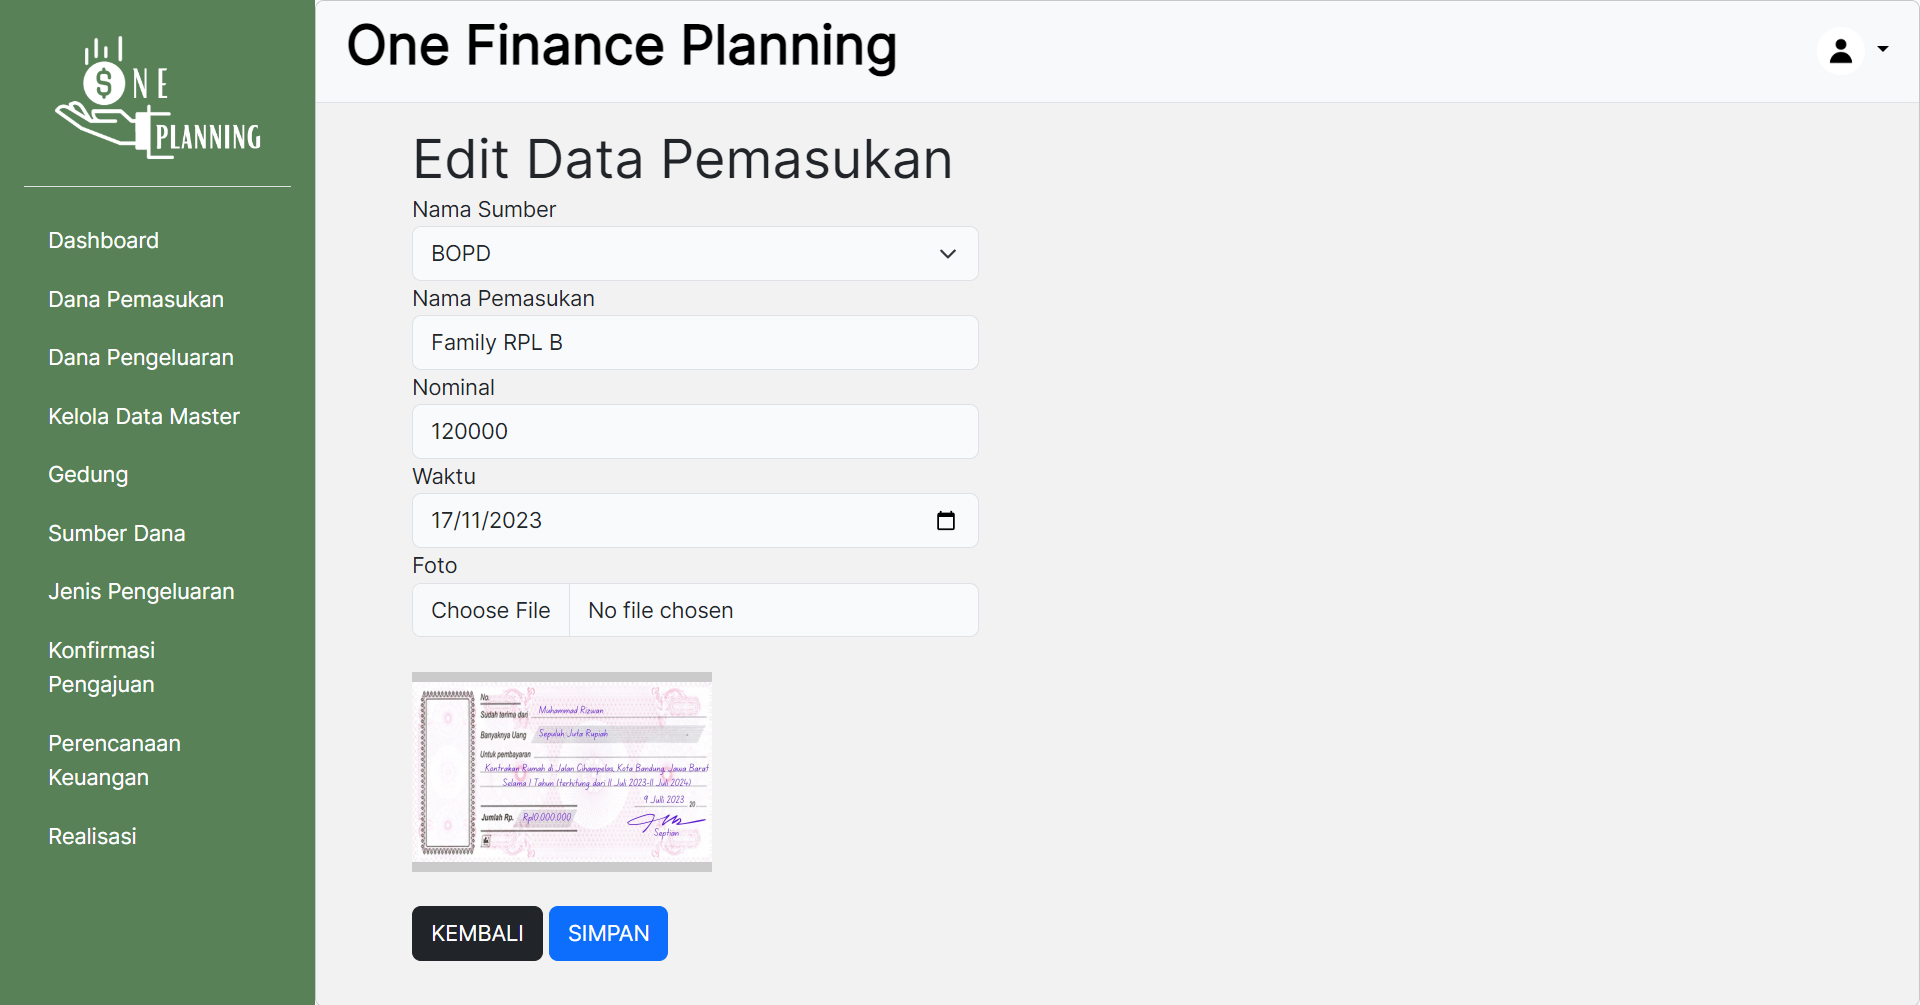 $ NE
PLANNING
Dashboard
Dana Pemasukan
Dana Pengeluaran
Kelola Data Master
Gedung
Sumber Dana
Jenis Pengeluaran
Konfirmasi
Pengajuan
Perencanaan
Keuangan
Realisasi
One Finance Planning
Edit Data Pemasukan
Nama Sumber
BOPD
Nama Pemasukan
Family RPL B
Nominal
120000
Waktu
17/11/2023
Foto
Choose File No file chosen
No.
Sudah terima dari Muhammad Rizwan
Banyaknya Uang Sepuluh Juta Rupiah
Untuk pembayaran
Kontrakan Rumah di Jalan Cihampelas, Kota Bandung, Jawa Barat
Selama 1 Tahun (terhitung dari 11 Juli 2023-11 Juli 2024)
9 Julli 2023 20
Jumlah Rp. Rp10.000.000
Septian
KEMBALI SIMPAN